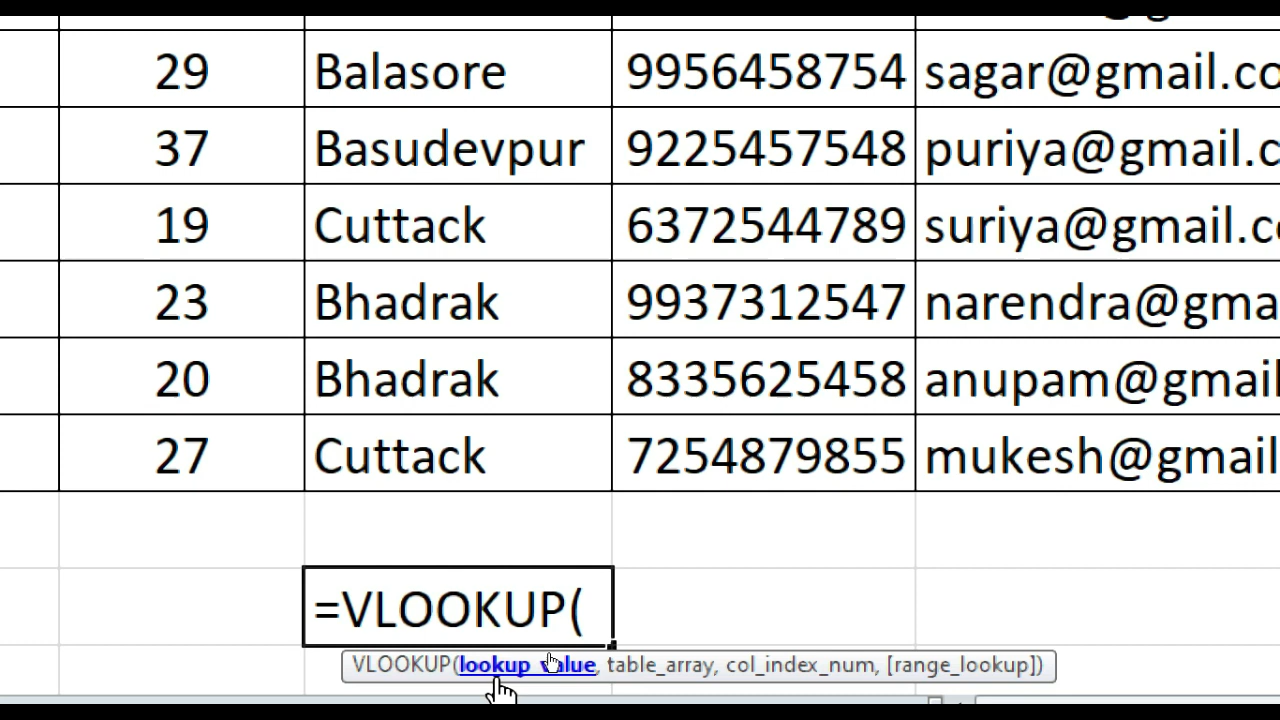 29 Balasore 9956458754 sagar@gmail.co
37 Basudevpur 9225457548 puriya@gmail.c
19 Cuttack 6372544789 suriya@gmail.co
23 Bhadrak 9937312547 narendra@gma
20 Bhadrak 8335625458 anupam@gmail
27 Cuttack 7254879855 mukesh@gmail
=VLOOKUP(
VLOOKUP(lookup_value, table_array, col_index_num, [range_lookup])